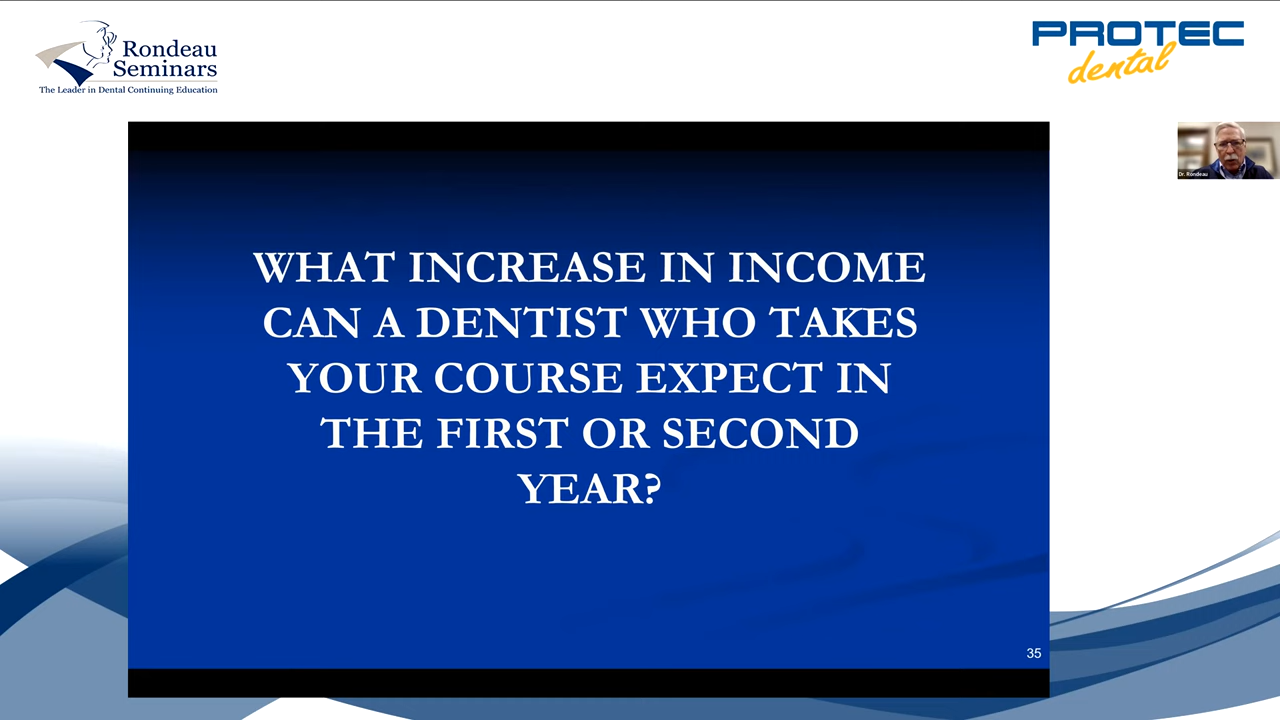 Rondeau
Seminars
The Leader in Dental Continuing Education
PROTEC
dental
Dr. Rondeau
WHAT INCREASE IN INCOME
CAN A DENTIST WHO TAKES
YOUR COURSE EXPECT IN
THE FIRST OR SECOND
YEAR?
35